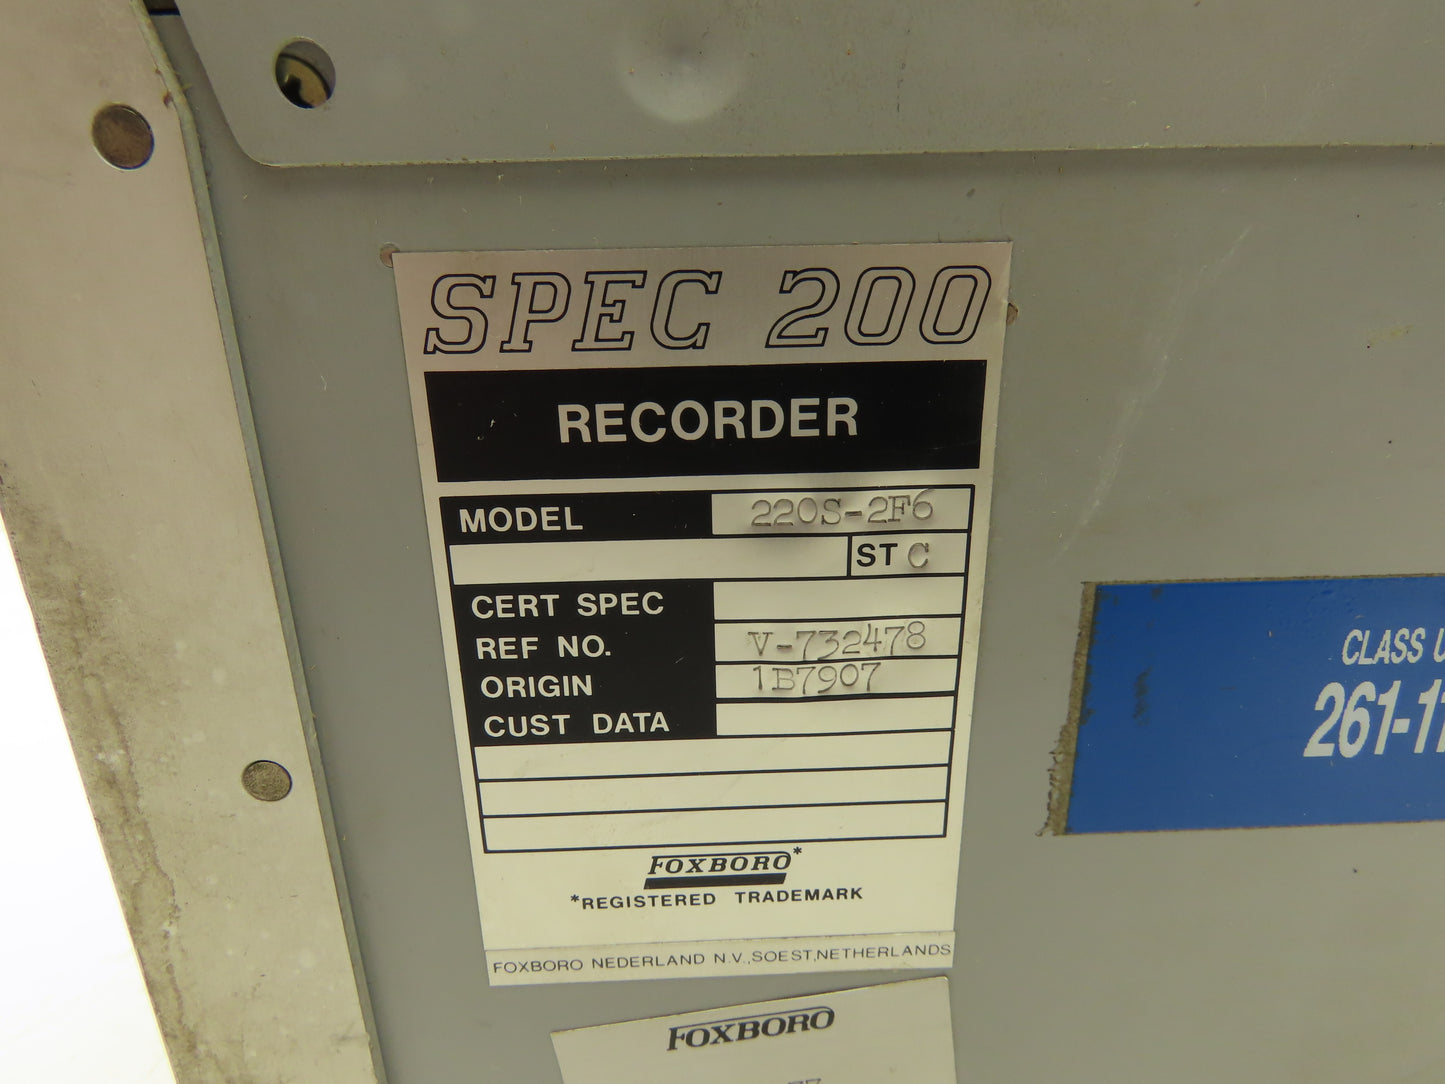 SPEC 200
RECORDER
MODEL 220S-2F6
ST C
CERT SPEC
REF NO. V-732478
ORIGIN 1B7907
CUST DATA
FOXBORO*
*REGISTERED TRADEMARK
FOXBORO NEDERLAND N.V., SOEST, NETHERLANDS
FOXBORO
CLASS